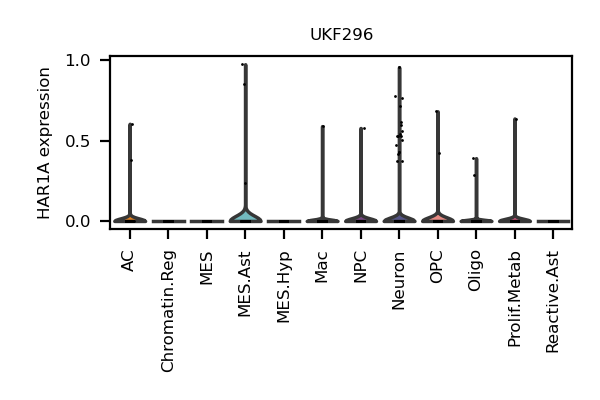 UKF296
HAR1A expression
1.0
0.5
0.0
AC
Chromatin.Reg
MES
MES.Ast
MES.Hyp
Mac
NPC
Neuron
OPC
Oligo
Prolif.Metab
Reactive.Ast